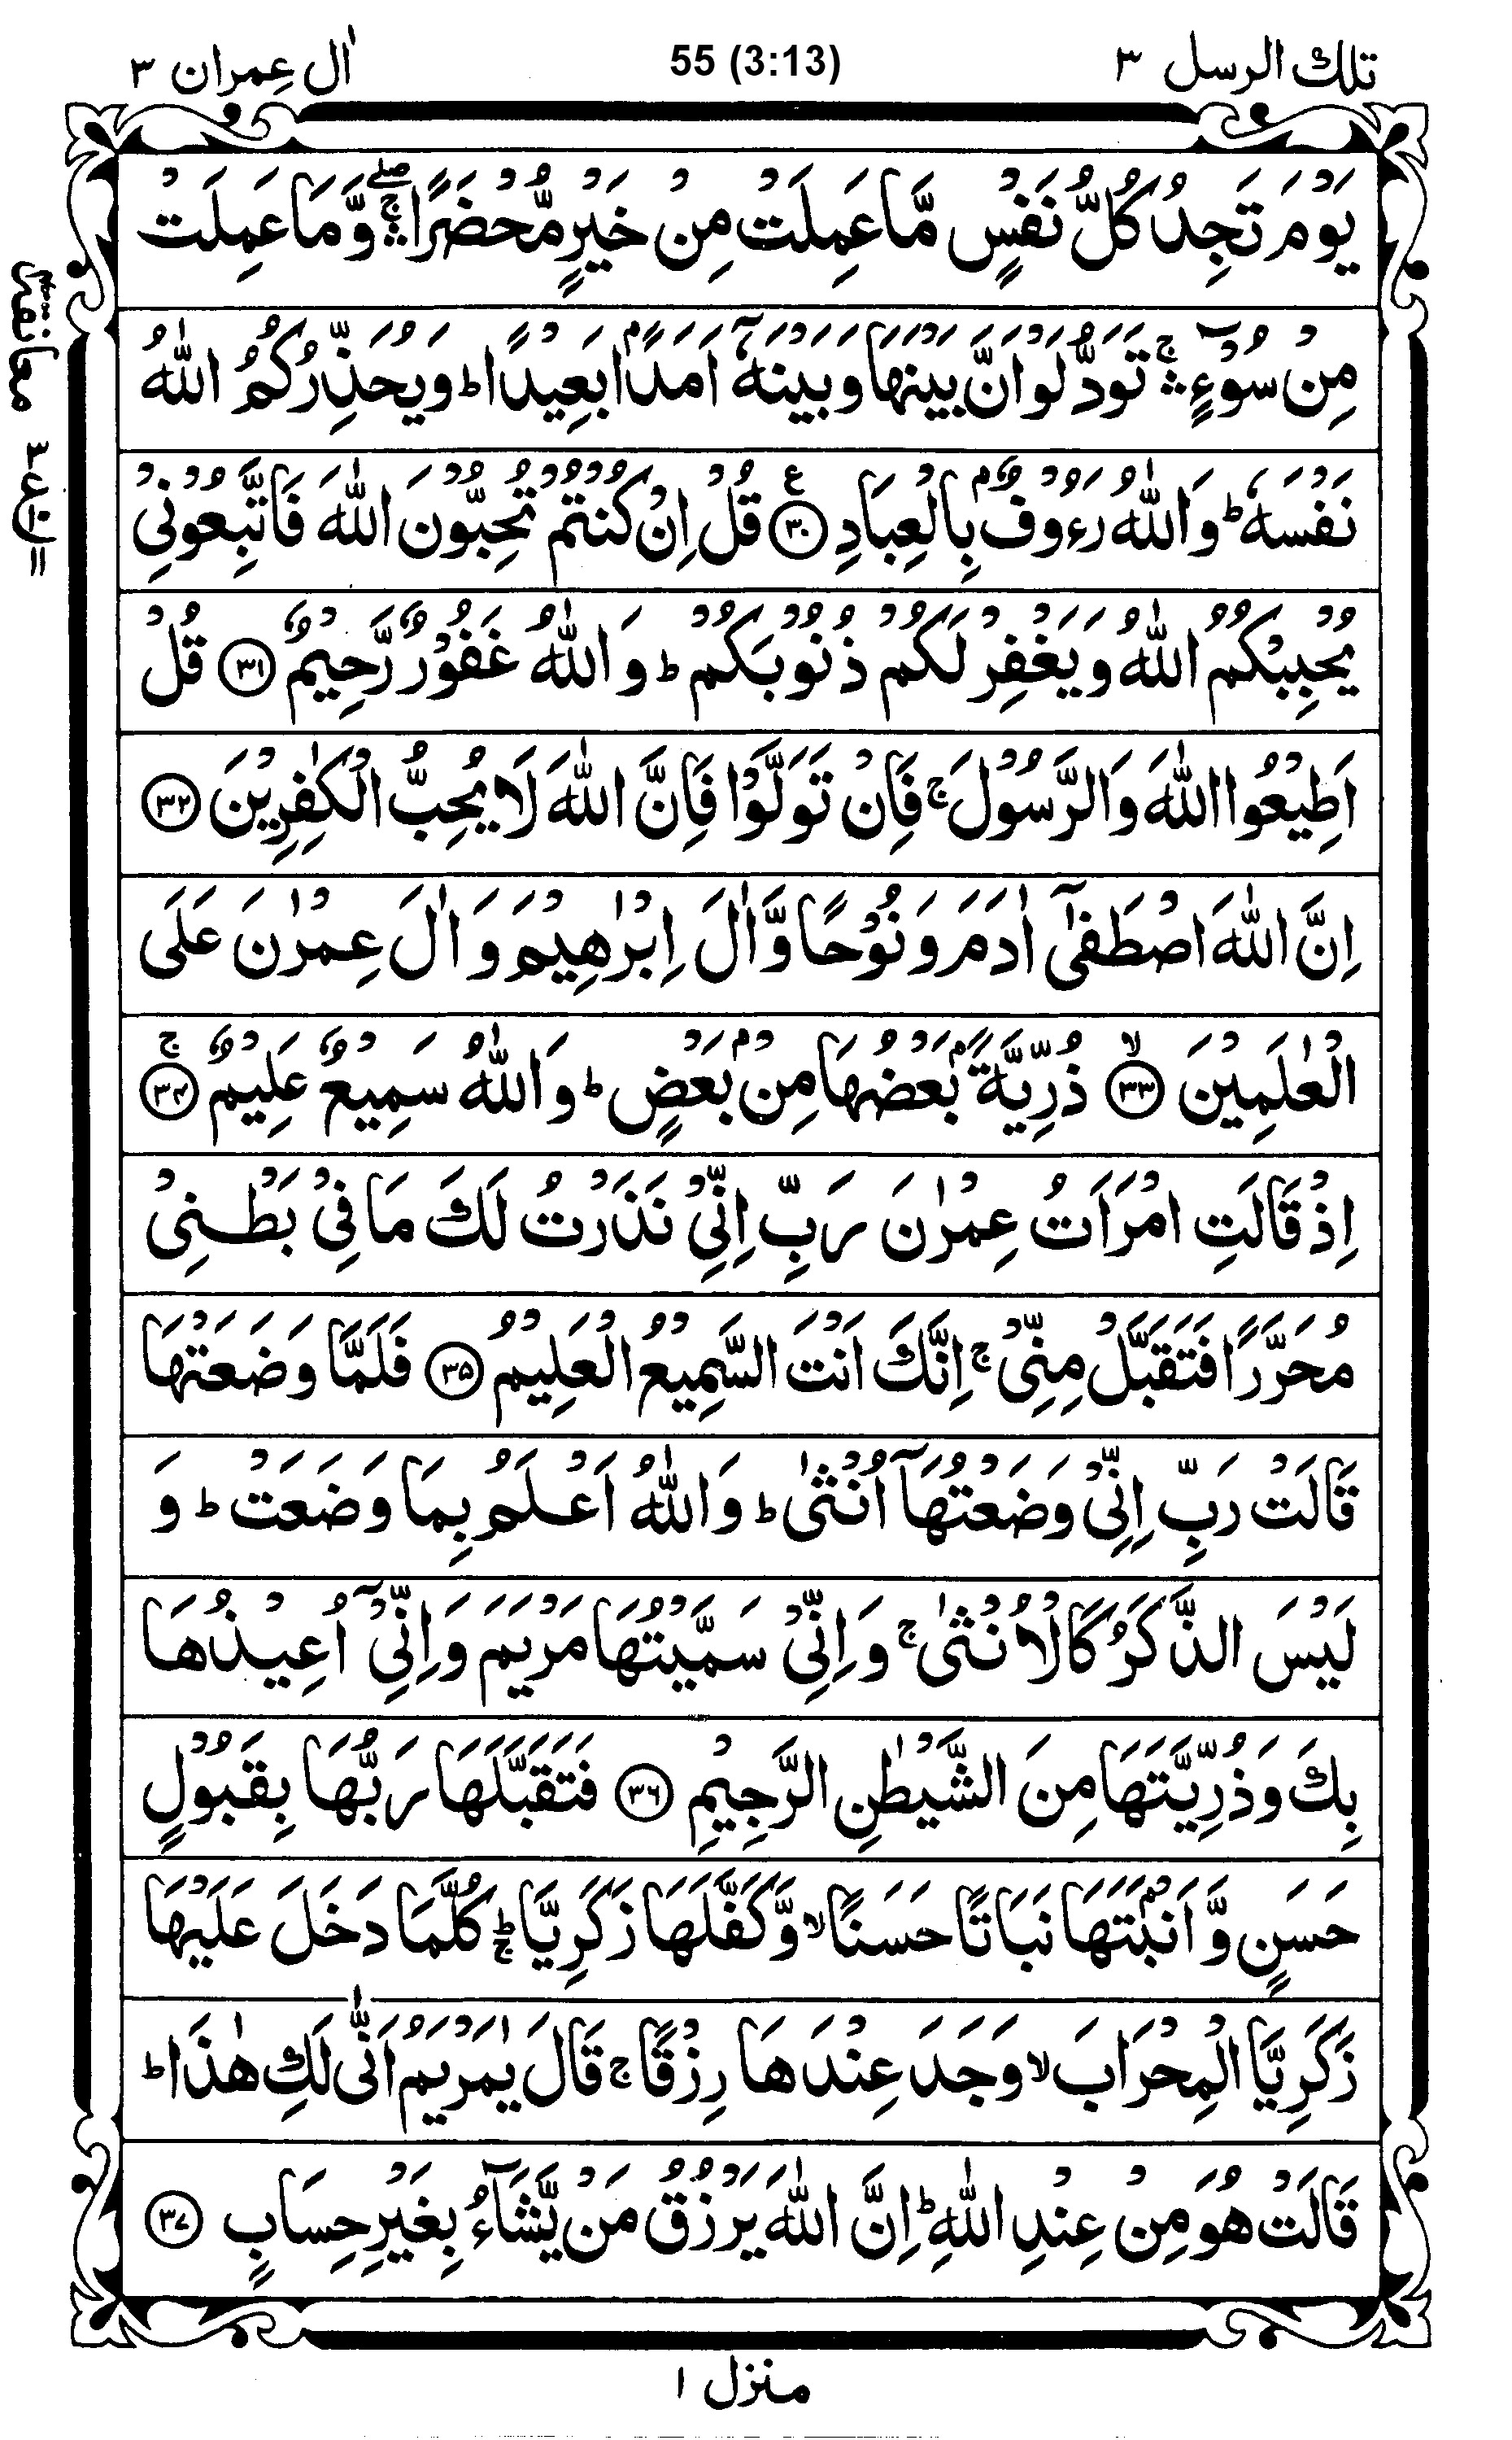 تلك الرسل ٣
55 (3:13)
اٰل عِمران ٣
يَوْمَ تَجِدُ كُلُّ نَفْسٍ مَّا عَمِلَتْ مِنْ خَيْرٍ مُّحْضَرًا ۛۖۚ وَّمَا عَمِلَتْ
مِنْ سُوْٓءٍ ۛۚ تَوَدُّ لَوْ اَنَّ بَيْنَهَا وَبَيْنَهٗٓ اَمَدًۢا بَعِيْدًا ؕ وَيُحَذِّرُكُمُ اللّٰهُ
نَفْسَهٗ ؕ وَاللّٰهُ رَءُوْفٌۢ بِالْعِبَادِ ۝٣٠ قُلْ اِنْ كُنْتُمْ تُحِبُّوْنَ اللّٰهَ فَاتَّبِعُوْنِيْ
يُحْبِبْكُمُ اللّٰهُ وَيَغْفِرْ لَكُمْ ذُنُوْبَكُمْ ؕ وَاللّٰهُ غَفُوْرٌ رَّحِيْمٌ ۝٣١ قُلْ
اَطِيْعُوا اللّٰهَ وَالرَّسُوْلَ ۚ فَاِنْ تَوَلَّوْا فَاِنَّ اللّٰهَ لَا يُحِبُّ الْكٰفِرِيْنَ ۝٣٢
اِنَّ اللّٰهَ اصْطَفٰٓى اٰدَمَ وَنُوْحًا وَّاٰلَ اِبْرٰهِيْمَ وَاٰلَ عِمْرٰنَ عَلَى
الْعٰلَمِيْنَ ۝٣٣ۙ ذُرِّيَّةًۢ بَعْضُهَا مِنْۢ بَعْضٍ ؕ وَاللّٰهُ سَمِيْعٌ عَلِيْمٌ ۝٣٤ۚ
اِذْ قَالَتِ امْرَاَتُ عِمْرٰنَ رَبِّ اِنِّيْ نَذَرْتُ لَكَ مَا فِيْ بَطْنِيْ
مُحَرَّرًا فَتَقَبَّلْ مِنِّيْ ۚ اِنَّكَ اَنْتَ السَّمِيْعُ الْعَلِيْمُ ۝٣٥ فَلَمَّا وَضَعَتْهَا
قَالَتْ رَبِّ اِنِّيْ وَضَعْتُهَآ اُنْثٰى ؕ وَاللّٰهُ اَعْلَمُ بِمَا وَضَعَتْ ؕ وَ
لَيْسَ الذَّكَرُ كَالْاُنْثٰى ۚ وَاِنِّيْ سَمَّيْتُهَا مَرْيَمَ وَاِنِّيْٓ اُعِيْذُهَا
بِكَ وَذُرِّيَّتَهَا مِنَ الشَّيْطٰنِ الرَّجِيْمِ ۝٣٦ فَتَقَبَّلَهَا رَبُّهَا بِقَبُوْلٍ
حَسَنٍ وَّاَنْۢبَتَهَا نَبَاتًا حَسَنًا ۙ وَّكَفَّلَهَا زَكَرِيَّا ؕۚ كُلَّمَا دَخَلَ عَلَيْهَا
زَكَرِيَّا الْمِحْرَابَ ۙ وَجَدَ عِنْدَهَا رِزْقًا ۚ قَالَ يٰمَرْيَمُ اَنّٰى لَكِ هٰذَا ؕ
قَالَتْ هُوَ مِنْ عِنْدِ اللّٰهِ ؕ اِنَّ اللّٰهَ يَرْزُقُ مَنْ يَّشَآءُ بِغَيْرِ حِسَابٍ ۝٣٧
منزل ١